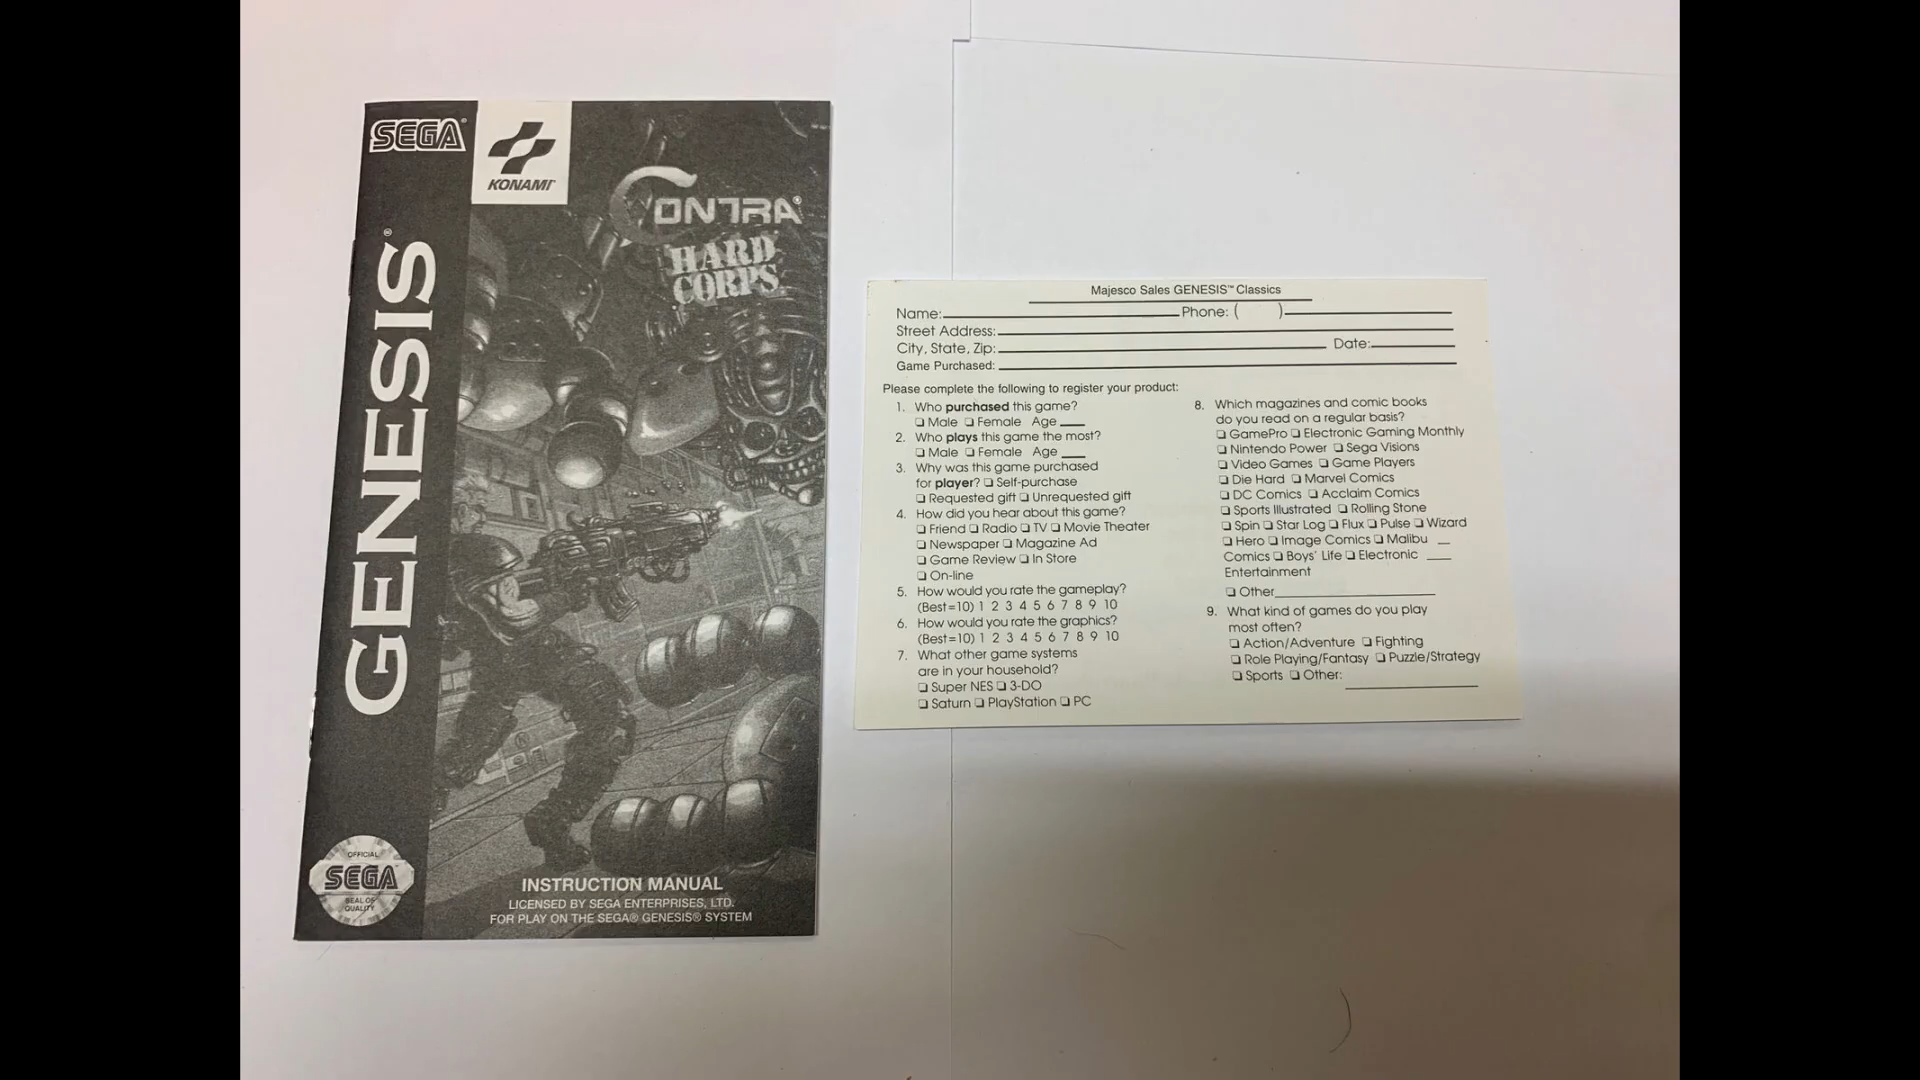 SEGA®
KONAMI®
GENESIS®
CONTRA®
HARD
CORPS
OFFICIAL
SEGA™
SEAL OF
QUALITY
INSTRUCTION MANUAL
LICENSED BY SEGA ENTERPRISES, LTD.
FOR PLAY ON THE SEGA® GENESIS® SYSTEM
Majesco Sales GENESIS™ Classics
Name: Phone: ( )
Street Address:
City, State, Zip: Date:
Game Purchased:
Please complete the following to register your product:
1. Who purchased this game?
❏ Male ❏ Female Age
2. Who plays this game the most?
❏ Male ❏ Female Age
3. Why was this game purchased
for player? ❏ Self-purchase
❏ Requested gift ❏ Unrequested gift
4. How did you hear about this game?
❏ Friend ❏ Radio ❏ TV ❏ Movie Theater
❏ Newspaper ❏ Magazine Ad
❏ Game Review ❏ In Store
❏ On-line
5. How would you rate the gameplay?
(Best=10) 1 2 3 4 5 6 7 8 9 10
6. How would you rate the graphics?
(Best=10) 1 2 3 4 5 6 7 8 9 10
7. What other game systems
are in your household?
❏ Super NES ❏ 3-DO
❏ Saturn ❏ PlayStation ❏ PC
8. Which magazines and comic books
do you read on a regular basis?
❏ GamePro ❏ Electronic Gaming Monthly
❏ Nintendo Power ❏ Sega Visions
❏ Video Games ❏ Game Players
❏ Die Hard ❏ Marvel Comics
❏ DC Comics ❏ Acclaim Comics
❏ Sports Illustrated ❏ Rolling Stone
❏ Spin ❏ Star Log ❏ Flux ❏ Pulse ❏ Wizard
❏ Hero ❏ Image Comics ❏ Malibu
Comics ❏ Boys' Life ❏ Electronic
Entertainment
❏ Other
9. What kind of games do you play
most often?
❏ Action/Adventure ❏ Fighting
❏ Role Playing/Fantasy ❏ Puzzle/Strategy
❏ Sports ❏ Other: